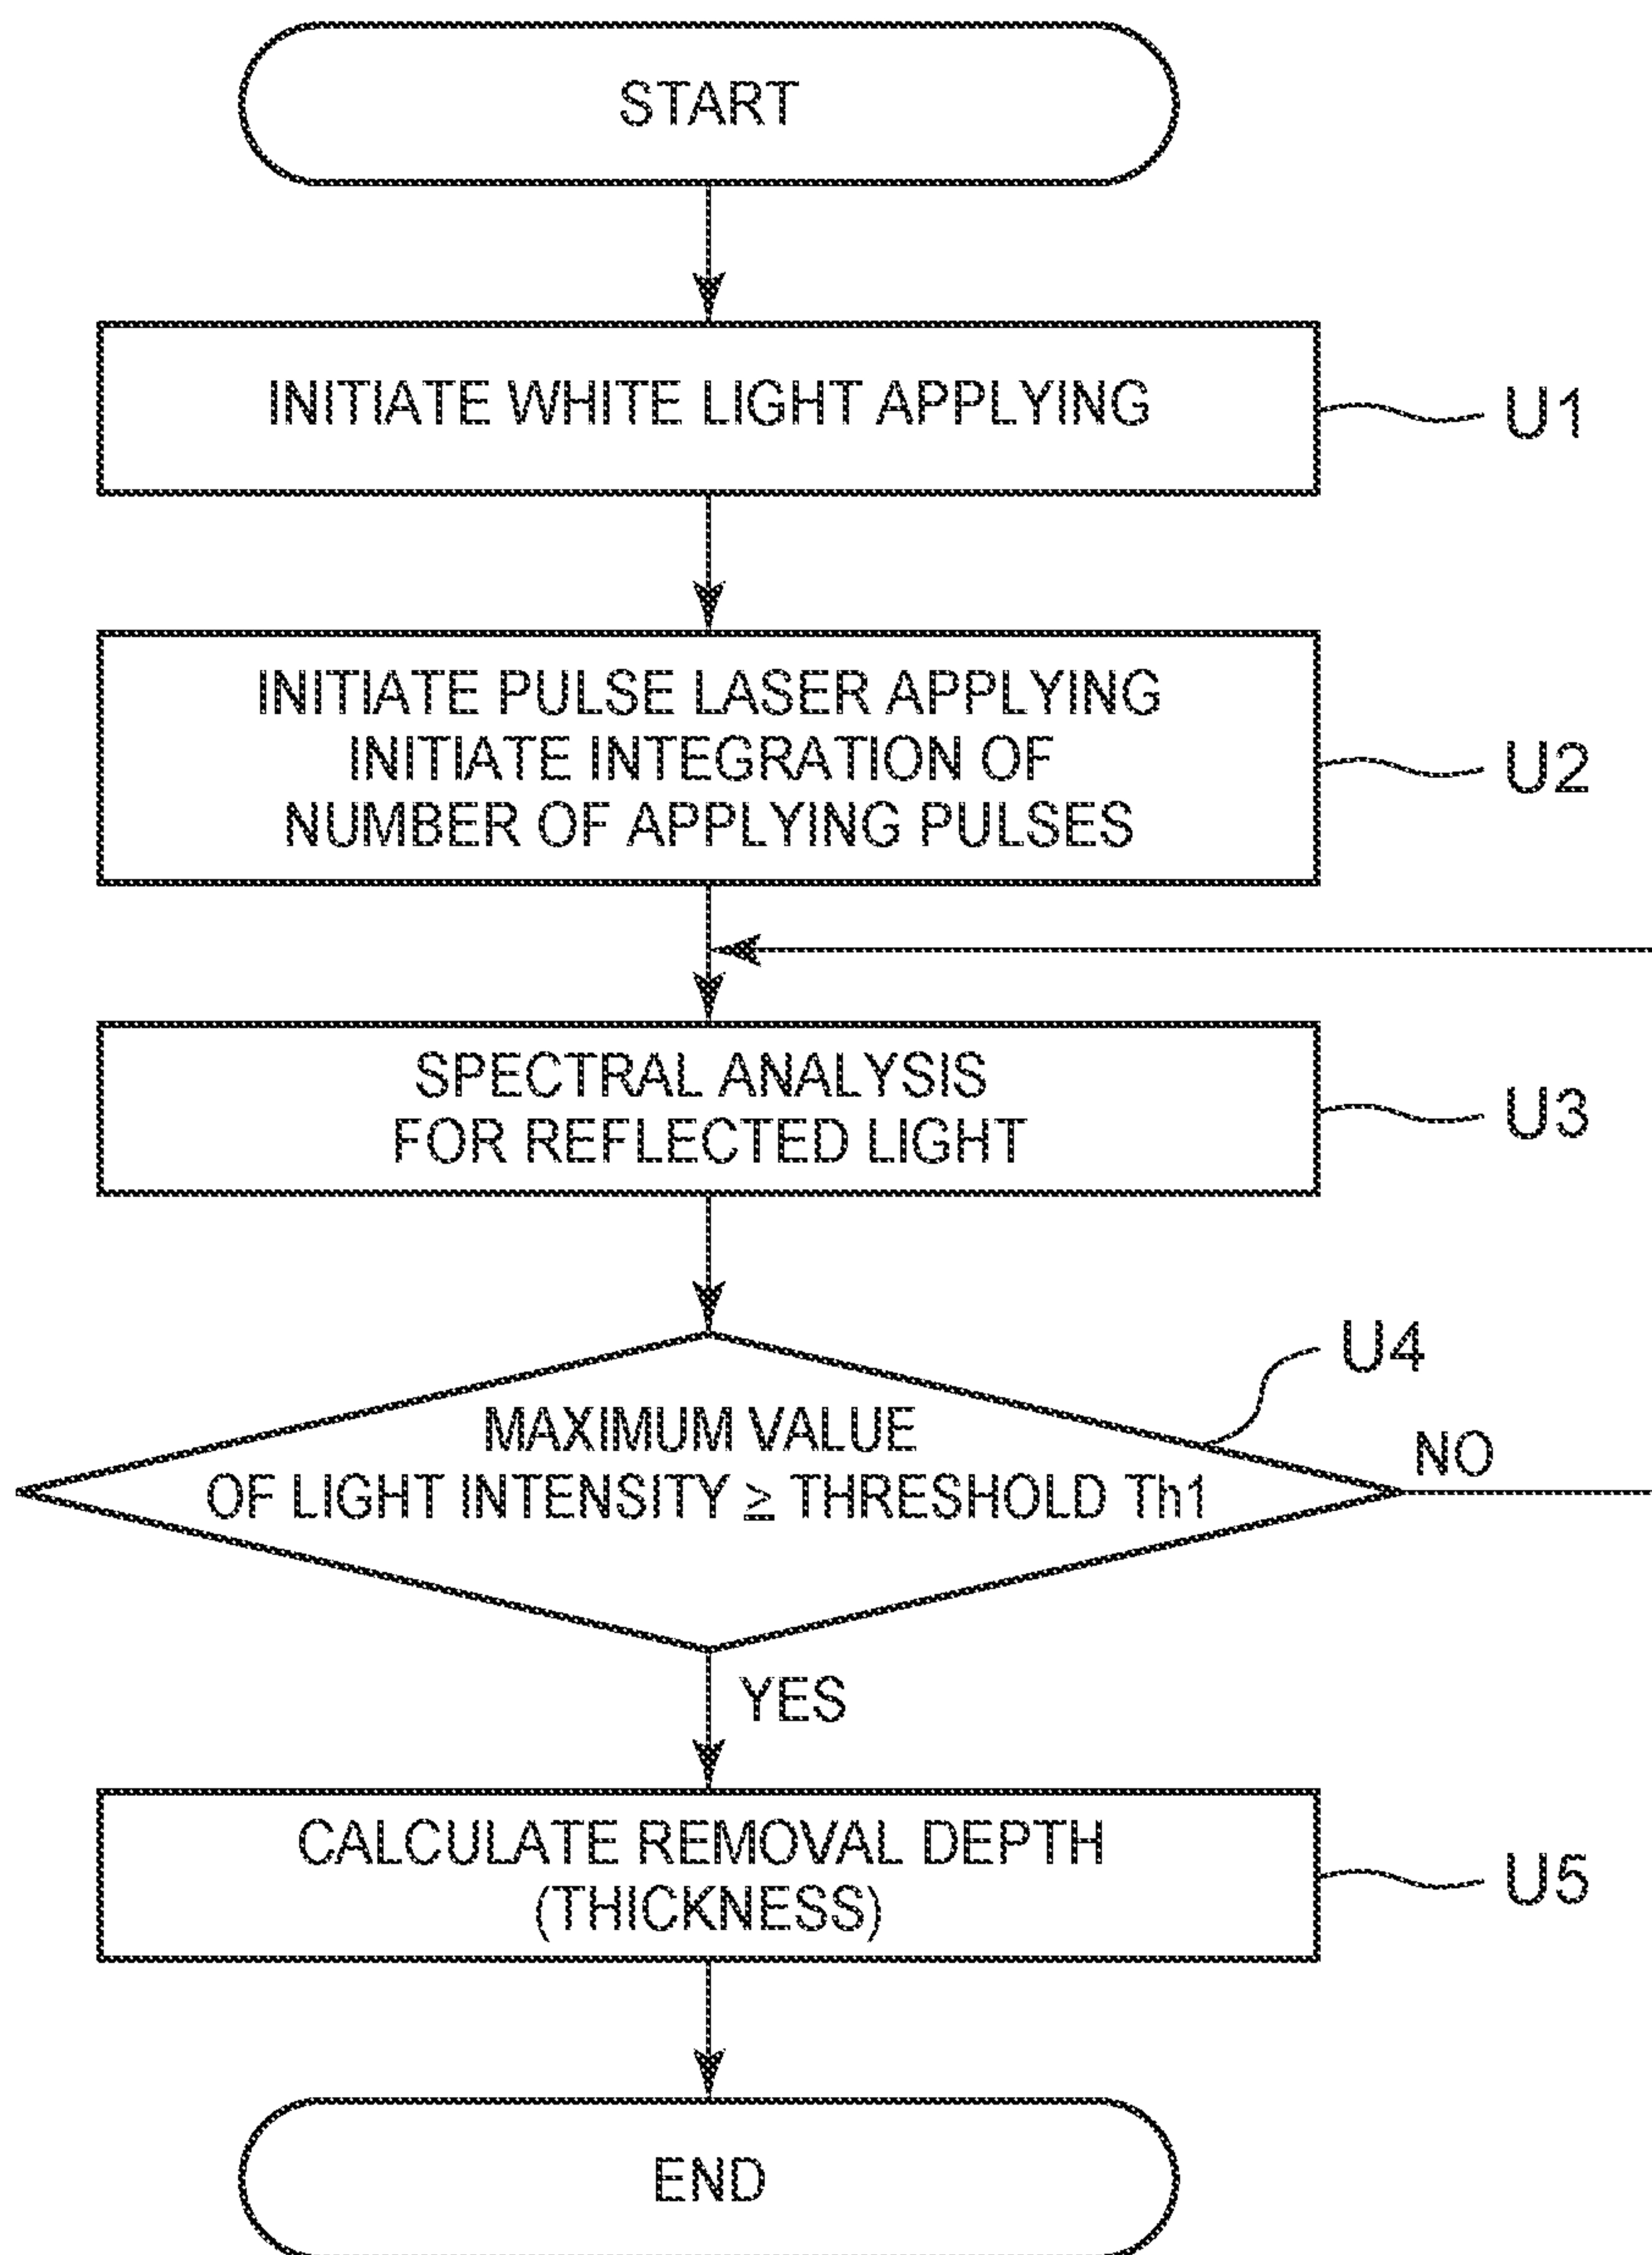 START
INITIATE WHITE LIGHT APPLYING
U1
INITIATE PULSE LASER APPLYING
INITIATE INTEGRATION OF
NUMBER OF APPLYING PULSES
U2
SPECTRAL ANALYSIS
FOR REFLECTED LIGHT
U3
U4
MAXIMUM VALUE
OF LIGHT INTENSITY ≥ THRESHOLD Th1
NO
YES
CALCULATE REMOVAL DEPTH
(THICKNESS)
U5
END